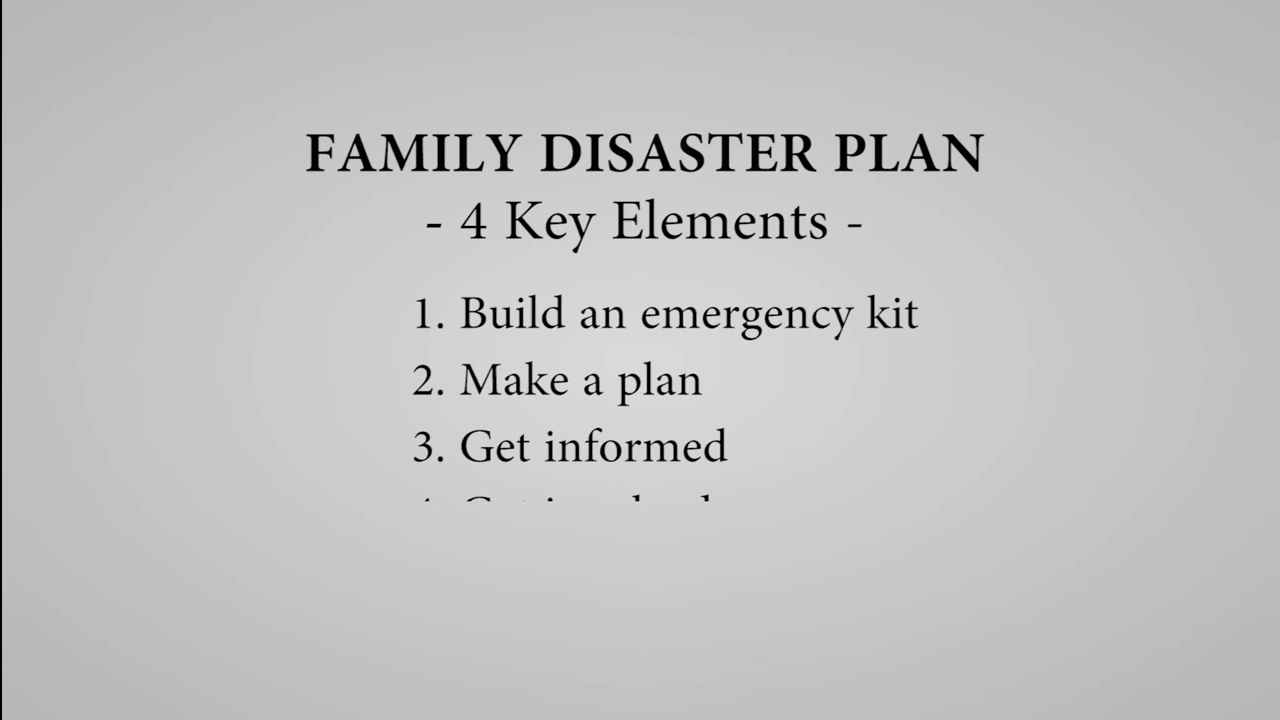 FAMILY DISASTER PLAN
- 4 Key Elements -
1. Build an emergency kit
2. Make a plan
3. Get informed